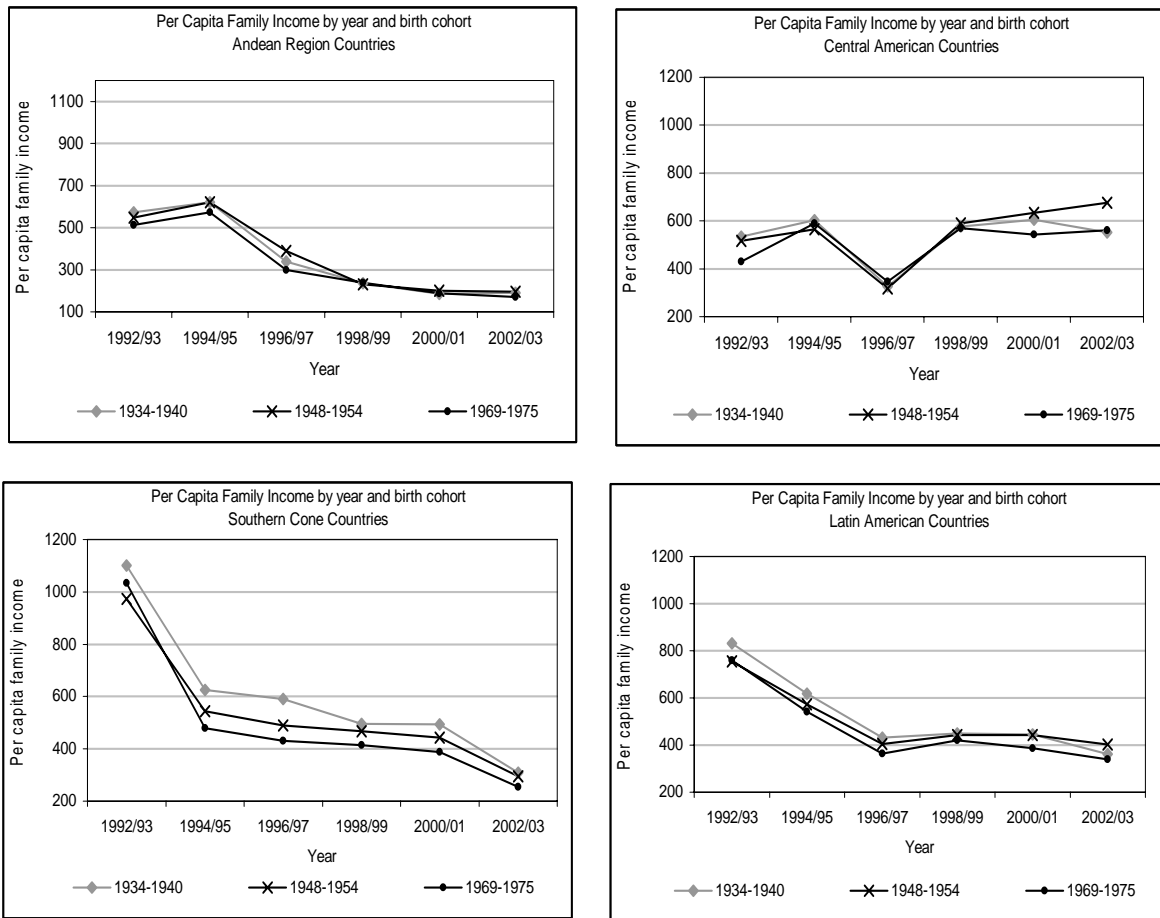 Per Capita Family Income by year and birth cohort
Andean Region Countries
Per capita family income
1100
900
700
500
300
100
1992/93 1994/95 1996/97 1998/99 2000/01 2002/03
Year
1934-1940 1948-1954 1969-1975
Per Capita Family Income by year and birth cohort
Central American Countries
Per capita family income
1200
1000
800
600
400
200
1992/93 1994/95 1996/97 1998/99 2000/01 2002/03
Year
1934-1940 1948-1954 1969-1975
Per Capita Family Income by year and birth cohort
Southern Cone Countries
Per capita family income
1200
1000
800
600
400
200
1992/93 1994/95 1996/97 1998/99 2000/01 2002/03
Year
1934-1940 1948-1954 1969-1975
Per Capita Family Income by year and birth cohort
Latin American Countries
Per capita family income
1200
1000
800
600
400
200
1992/93 1994/95 1996/97 1998/99 2000/01 2002/03
Year
1934-1940 1948-1954 1969-1975